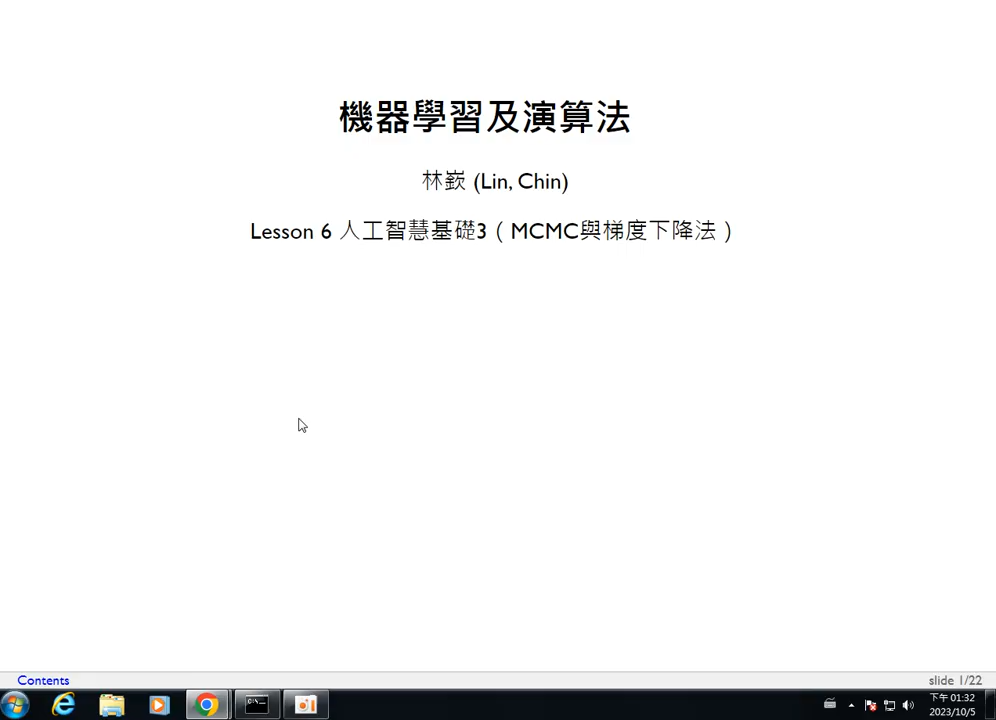 機器學習及演算法
林嶔 (Lin, Chin)
Lesson 6 人工智慧基礎3（MCMC與梯度下降法）
Contents
slide 1/22
下午 01:32
2023/10/5